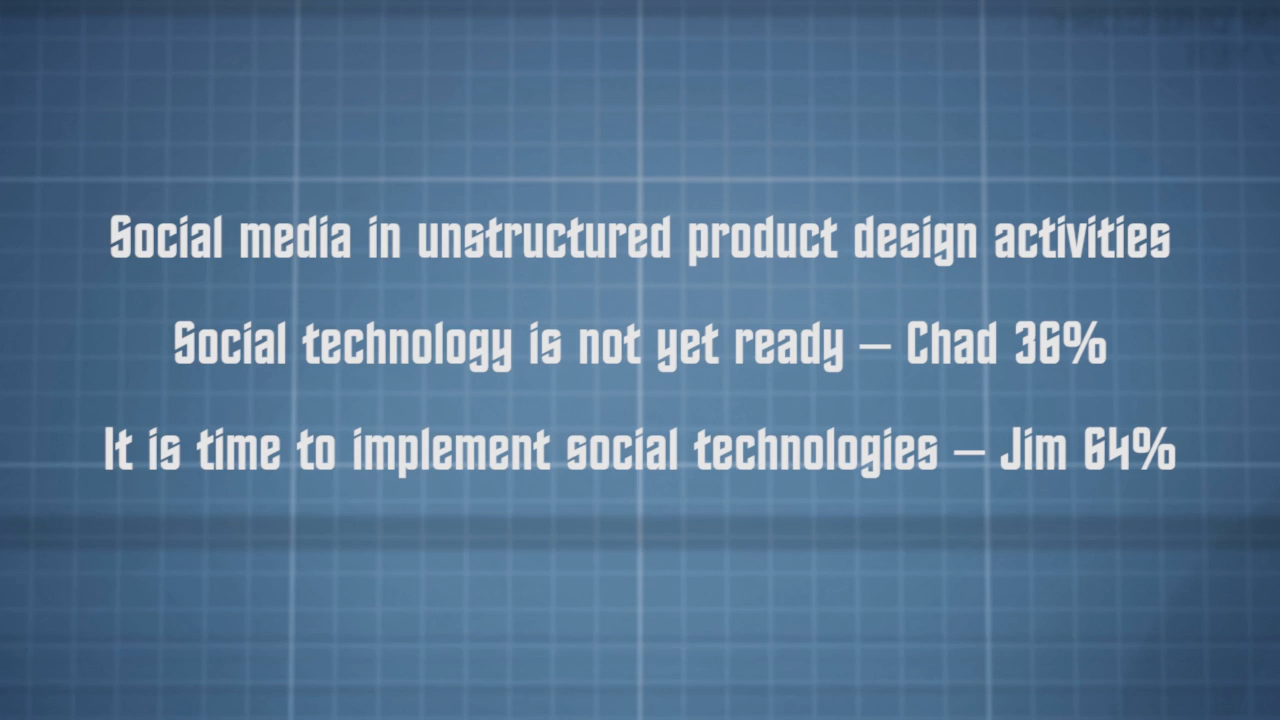 Social media in unstructured product design activities
Social technology is not yet ready – Chad 36%
It is time to implement social technologies – Jim 64%